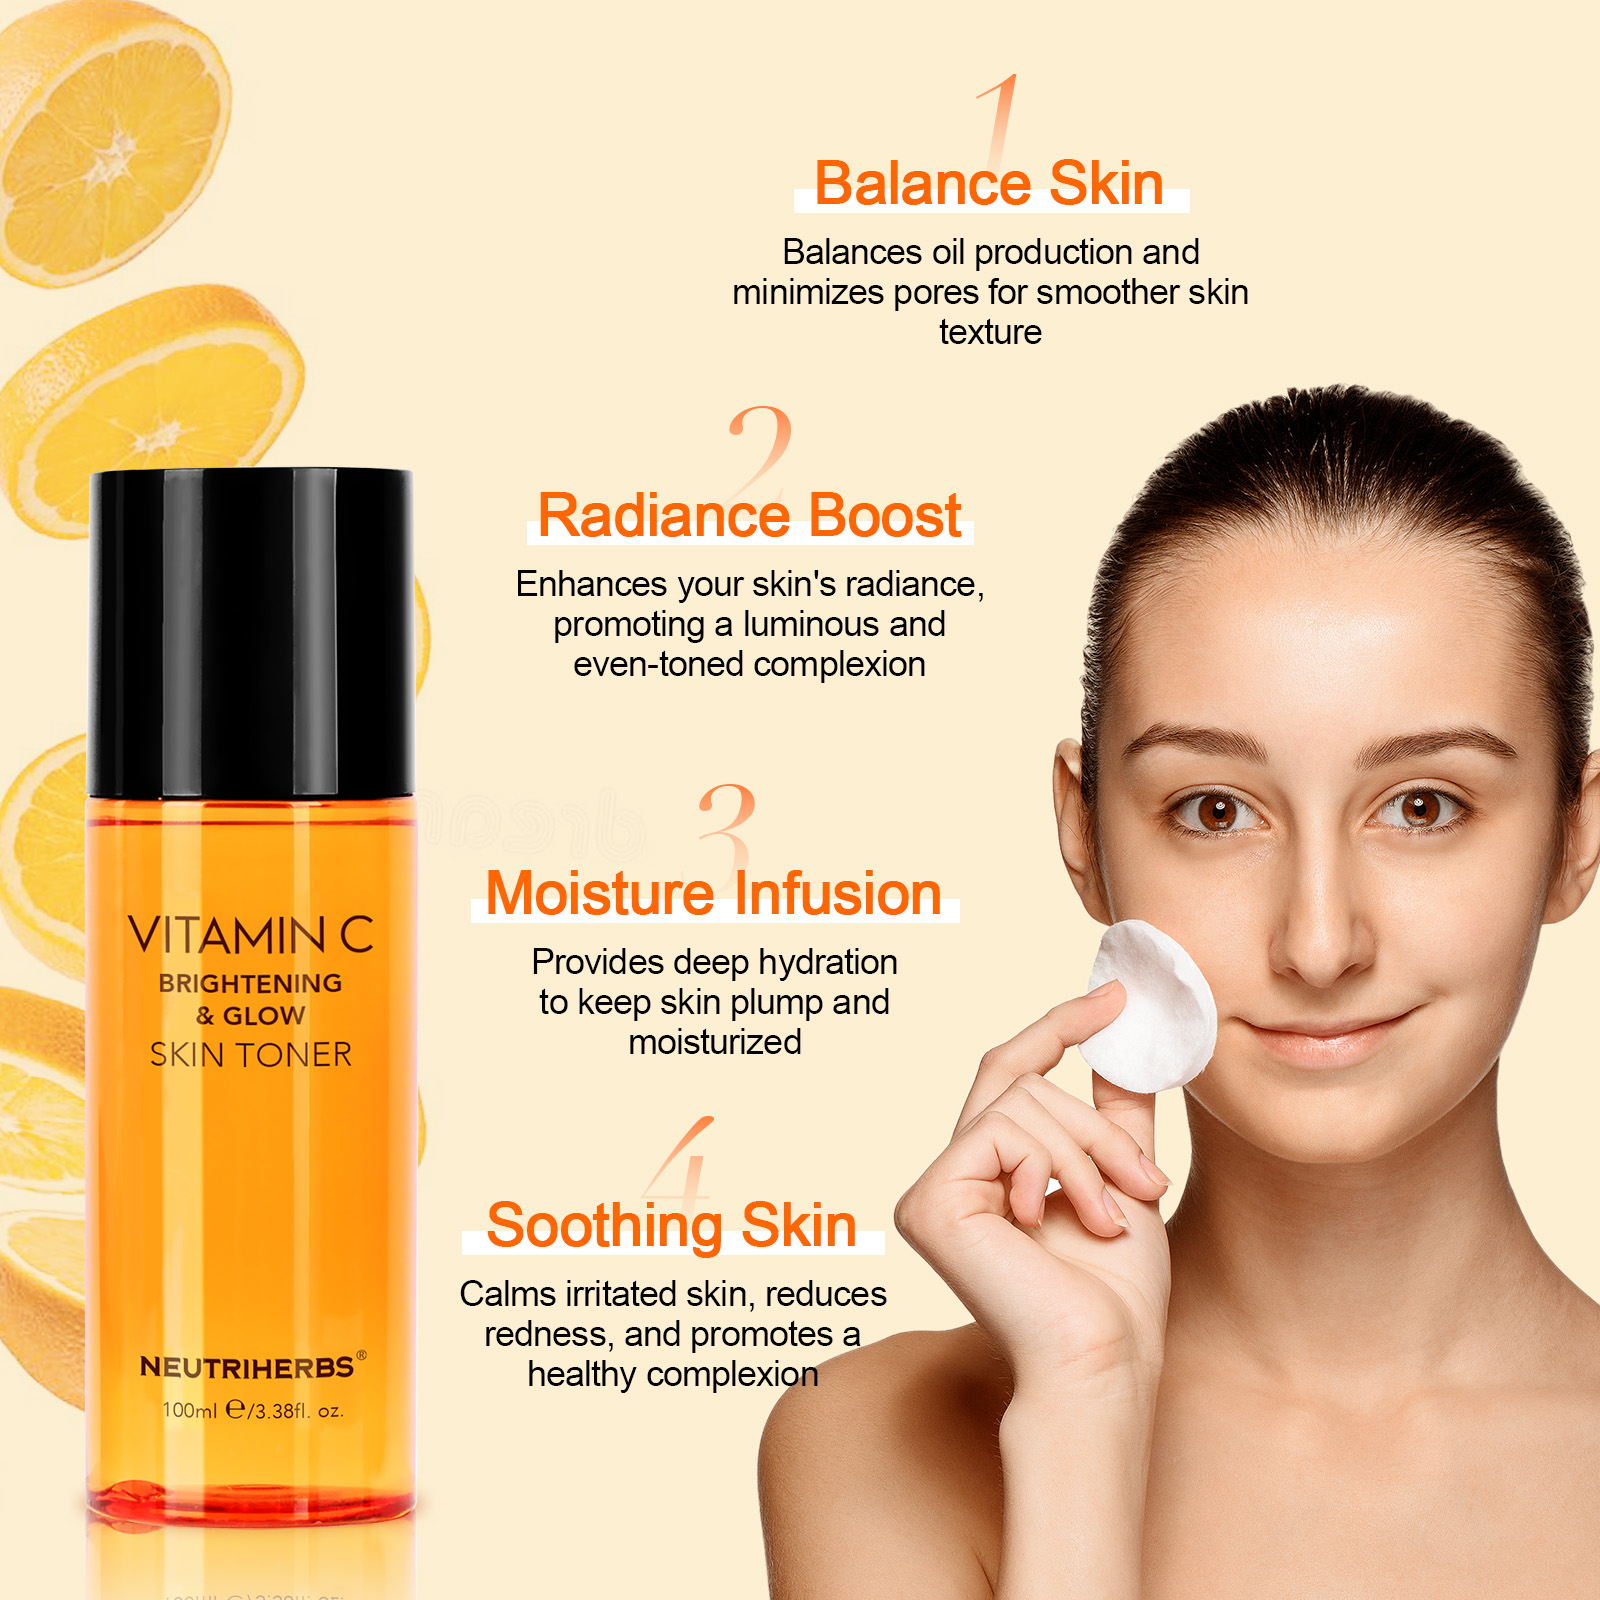 1
Balance Skin
Balances oil production and
minimizes pores for smoother skin
texture
2
Radiance Boost
Enhances your skin's radiance,
promoting a luminous and
even-toned complexion
3
Moisture Infusion
Provides deep hydration
to keep skin plump and
moisturized
4
Soothing Skin
Calms irritated skin, reduces
redness, and promotes a
healthy complexion
VITAMIN C
BRIGHTENING
& GLOW
SKIN TONER
NEUTRIHERBS®
100ml ℮/3.38fl. oz.